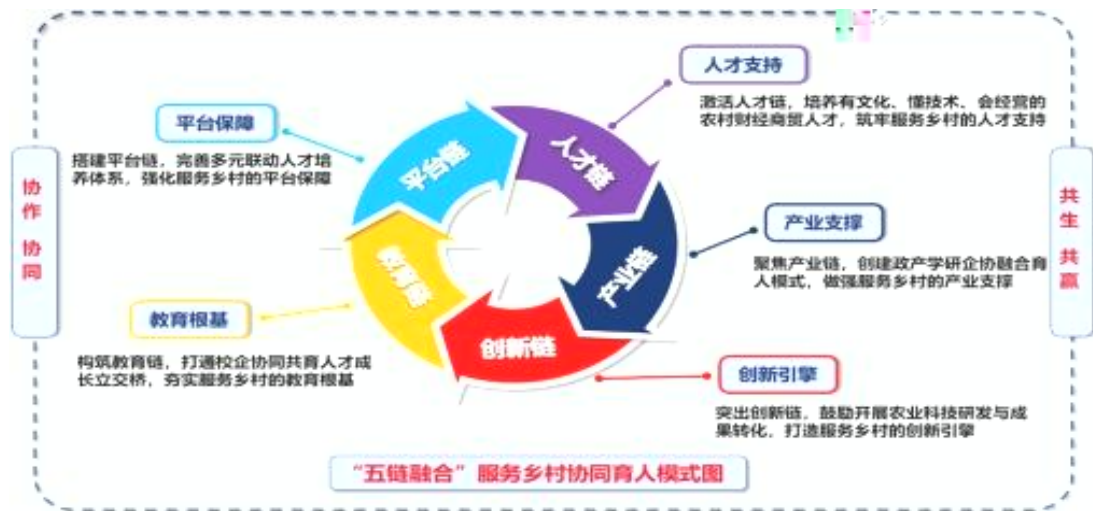 人才支持
激活人才链，培养有文化、懂技术、会经营的
农村财经商贸人才，筑牢服务乡村的人才支持
平台保障
搭建平台链，完善多元联动人才培
养体系，强化服务乡村的平台保障
平台链
人才链
协作 协同
共生 共赢
产业支撑
聚焦产业链，创建政产学研企协融合育
人模式，做强服务乡村的产业支撑
产业链
教育链
创新链
教育根基
构筑教育链，打通校企协同共育人才成
长立交桥，夯实服务乡村的教育根基
创新引擎
突出创新链，鼓励开展农业科技研发与成
果转化，打造服务乡村的创新引擎
“五链融合”服务乡村协同育人模式图